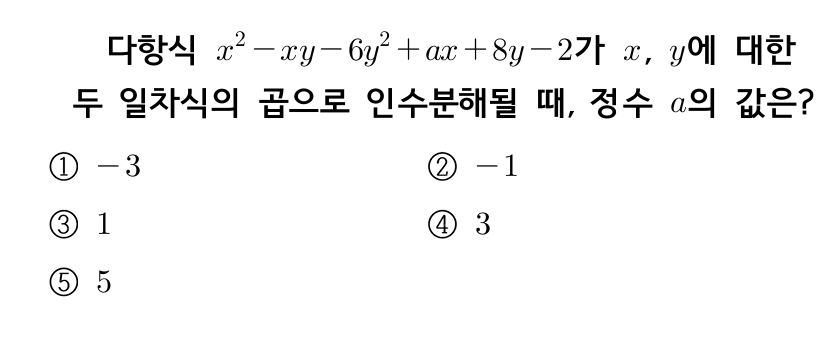 다항식 $x^2-xy-6y^2+ax+8y-2$가 $x$, $y$에 대한
두 일차식의 곱으로 인수분해될 때, 정수 $a$의 값은?
① $-3$ ② $-1$
③ $1$ ④ $3$
⑤ $5$